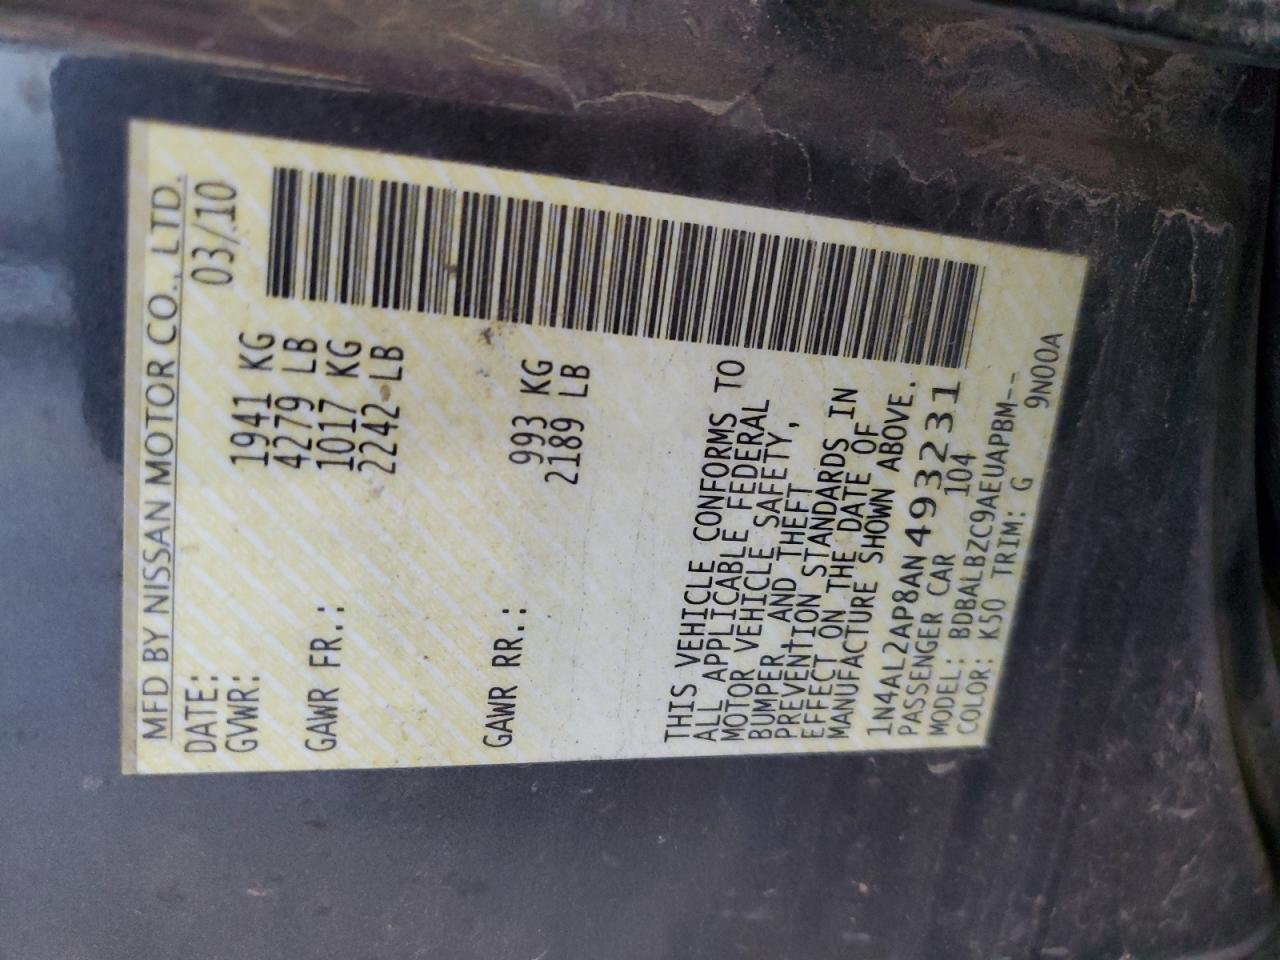 MFD BY NISSAN MOTOR CO., LTD.
DATE: 03/10
GVWR: 1941 KG
4279 LB
GAWR FR.: 1017 KG
2242 LB
GAWR RR.: 993 KG
2189 LB
THIS VEHICLE CONFORMS TO
ALL APPLICABLE FEDERAL
MOTOR VEHICLE SAFETY,
BUMPER, AND THEFT
PREVENTION STANDARDS IN
EFFECT ON THE DATE OF
MANUFACTURE SHOWN ABOVE.
1N4AL2AP8AN493231
PASSENGER CAR 104
MODEL: BDBALBZC9AEUAPBM--
COLOR: K50 TRIM: G 9N00A